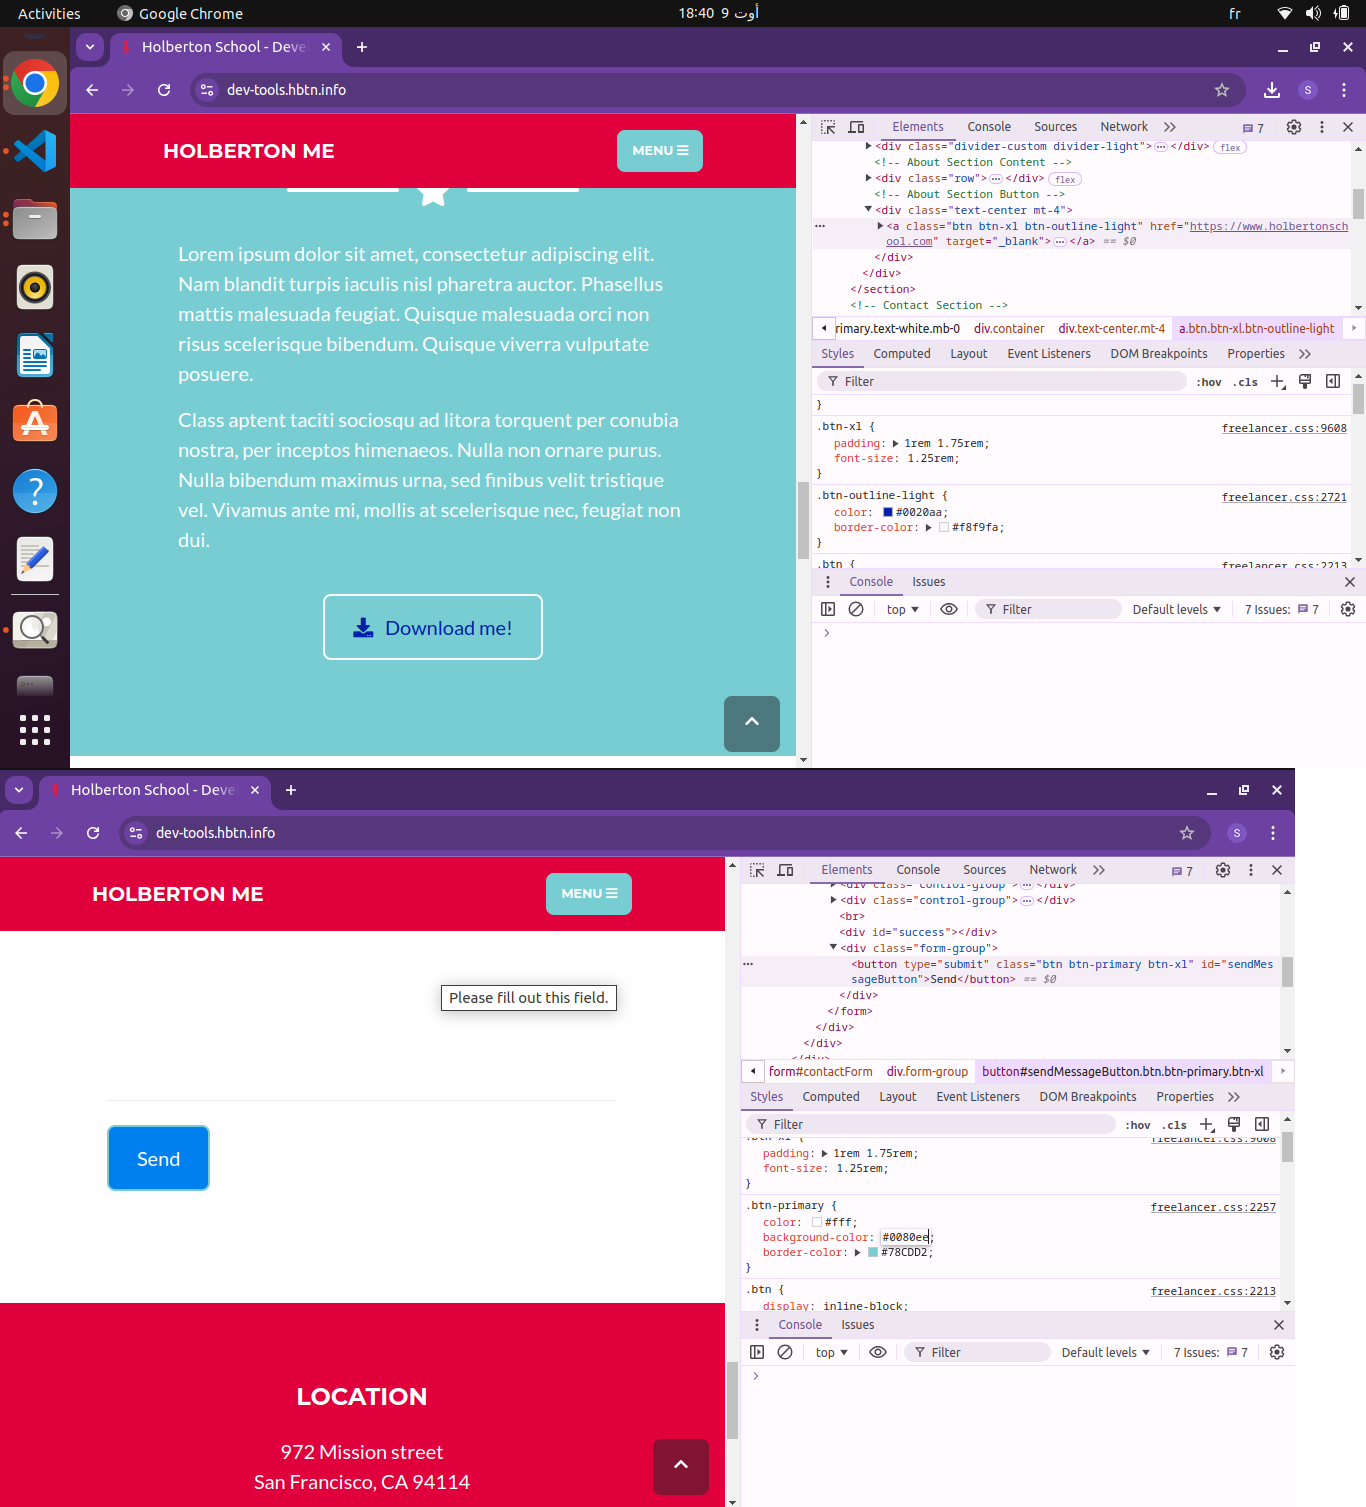 Activities
Google Chrome
18:40 9 أوت
fr
Holberton School - Deve
dev-tools.hbtn.info
S
HOLBERTON ME
MENU
Lorem ipsum dolor sit amet, consectetur adipiscing elit.
Nam blandit turpis iaculis nisl pharetra auctor. Phasellus
mattis malesuada feugiat. Quisque malesuada orci non
risus scelerisque bibendum. Quisque viverra vulputate
posuere.
Class aptent taciti sociosqu ad litora torquent per conubia
nostra, per inceptos himenaeos. Nulla non ornare purus.
Nulla bibendum maximus urna, sed finibus velit tristique
vel. Vivamus ante mi, mollis at scelerisque nec, feugiat non
dui.
Download me!
Elements Console Sources Network 7
<div class="divider-custom divider-light">…</div> flex
<!-- About Section Content -->
<div class="row">…</div> flex
<!-- About Section Button -->
<div class="text-center mt-4">
<a class="btn btn-xl btn-outline-light" href="https://www.holbertonsch
ool.com" target="_blank">…</a> == $0
</div>
</div>
</section>
<!-- Contact Section -->
rimary.text-white.mb-0 div.container div.text-center.mt-4 a.btn.btn-xl.btn-outline-light
Styles Computed Layout Event Listeners DOM Breakpoints Properties
Filter :hov .cls
}
.btn-xl { freelancer.css:9608
padding: 1rem 1.75rem;
font-size: 1.25rem;
}
.btn-outline-light { freelancer.css:2721
color: #0020aa;
border-color: #f8f9fa;
}
.btn { freelancer.css:2213
Console Issues
top Filter Default levels 7 Issues: 7
Holberton School - Deve
dev-tools.hbtn.info
S
HOLBERTON ME
MENU
Please fill out this field.
Send
LOCATION
972 Mission street
San Francisco, CA 94114
Elements Console Sources Network 7
<div class="control-group">…</div>
<div class="control-group">…</div>
<br>
<div id="success"></div>
<div class="form-group">
<button type="submit" class="btn btn-primary btn-xl" id="sendMes
sageButton">Send</button> == $0
</div>
</form>
</div>
</div>
</div>
form#contactForm div.form-group button#sendMessageButton.btn.btn-primary.btn-xl
Styles Computed Layout Event Listeners DOM Breakpoints Properties
Filter :hov .cls
.btn-xl { freelancer.css:9608
padding: 1rem 1.75rem;
font-size: 1.25rem;
}
.btn-primary { freelancer.css:2257
color: #fff;
background-color: #0080ee;
border-color: #78CDD2;
}
.btn { freelancer.css:2213
display: inline-block;
Console Issues
top Filter Default levels 7 Issues: 7